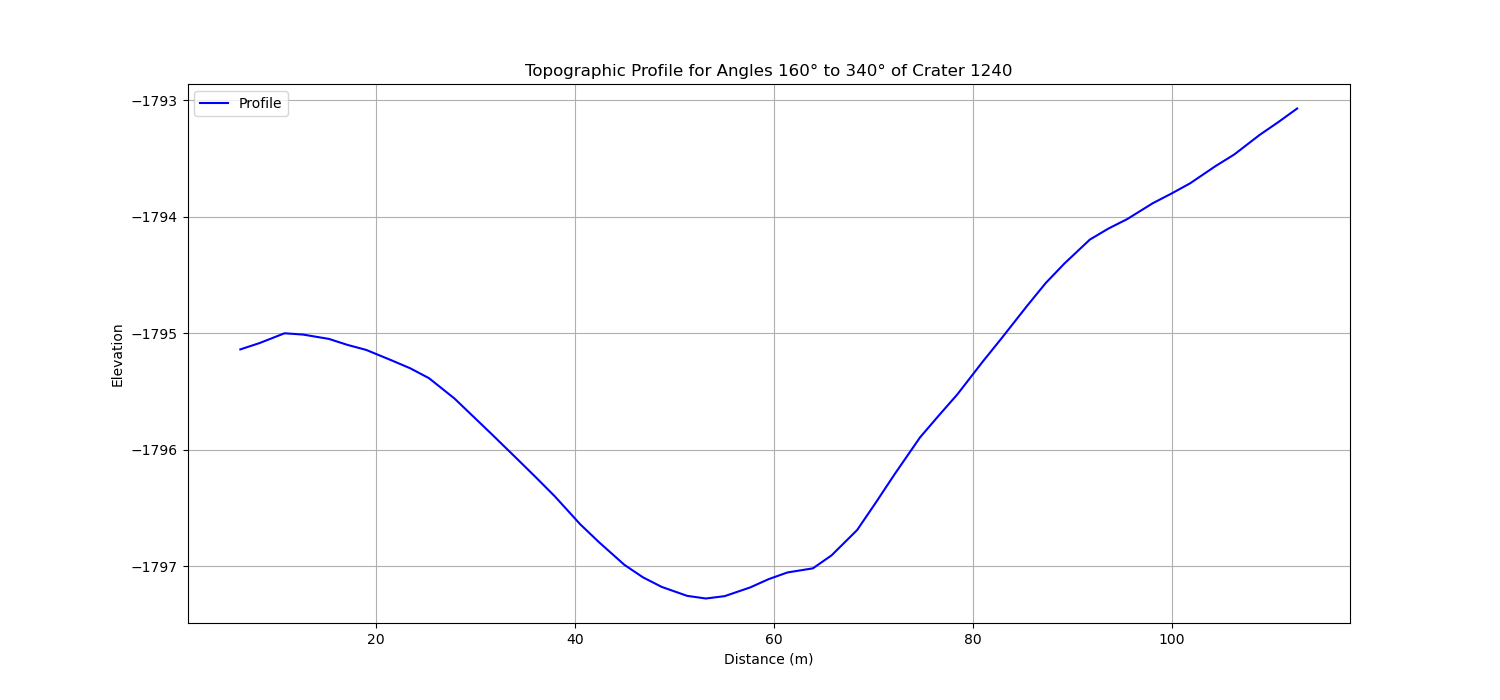 Topographic Profile for Angles 160° to 340° of Crater 1240
Profile
−1793
−1794
−1795
−1796
−1797
Elevation
20
40
60
80
100
Distance (m)